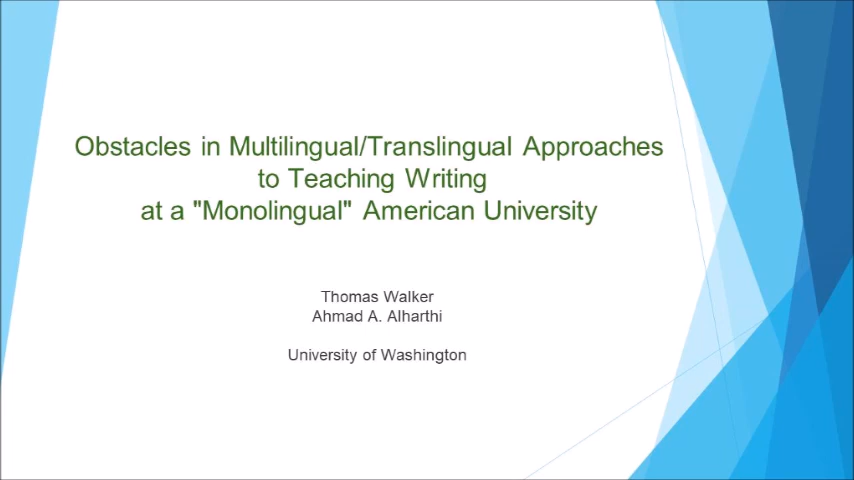 Obstacles in Multilingual/Translingual Approaches
to Teaching Writing
at a "Monolingual" American University
Thomas Walker
Ahmad A. Alharthi
University of Washington